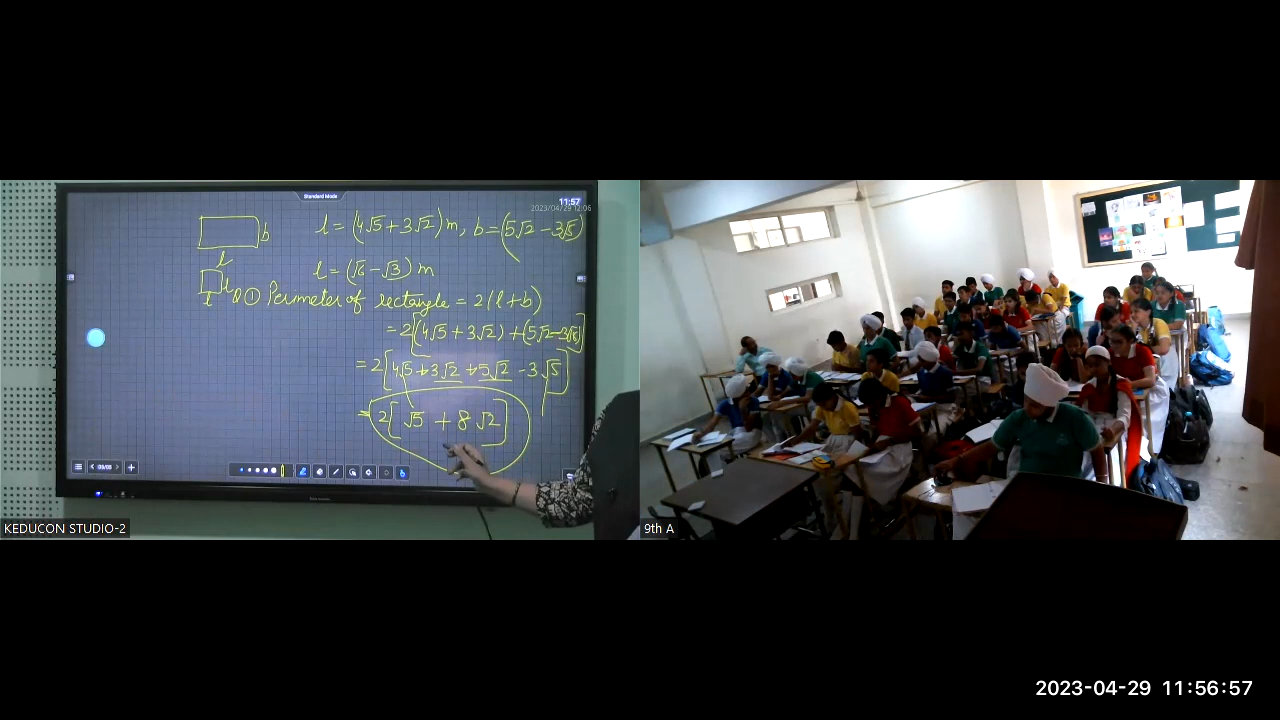 Standard Mode
11:57
2023/04/29 12:06
b
l = (4√5+3√2)m, b=(5√2-3√5)
l
l = (√6-√3) m
l
l
① Perimeter of rectangle = 2(l+b)
= 2[(4√5+3√2)+(5√2-3√5)]
= 2[4√5+3√2+5√2-3√5]
= 2[√5+8√2]
KEDUCON STUDIO-2
9th A
2023-04-29 11:56:57